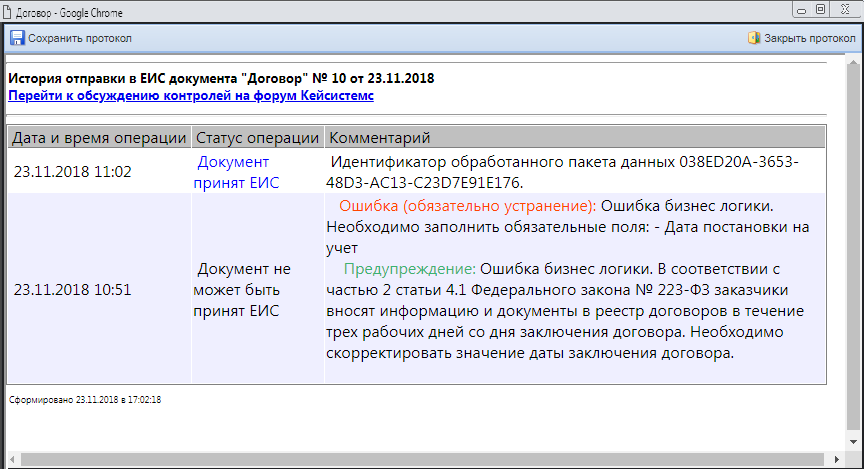 Договор - Google Chrome
Сохранить протокол
Закрыть протокол
История отправки в ЕИС документа "Договор" № 10 от 23.11.2018
Перейти к обсуждению контролей на форум Кейсистемс
Дата и время операции Статус операции Комментарий
23.11.2018 11:02
Документ
принят ЕИС
Идентификатор обработанного пакета данных 038ED20A-3653-
48D3-AC13-C23D7E91E176.
23.11.2018 10:51
Документ не
может быть
принят ЕИС
Ошибка (обязательно устранение): Ошибка бизнес логики.
Необходимо заполнить обязательные поля: - Дата постановки на
учет
Предупреждение: Ошибка бизнес логики. В соответствии с
частью 2 статьи 4.1 Федерального закона № 223-ФЗ заказчики
вносят информацию и документы в реестр договоров в течение
трех рабочих дней со дня заключения договора. Необходимо
скорректировать значение даты заключения договора.
Сформировано 23.11.2018 в 17:02:18